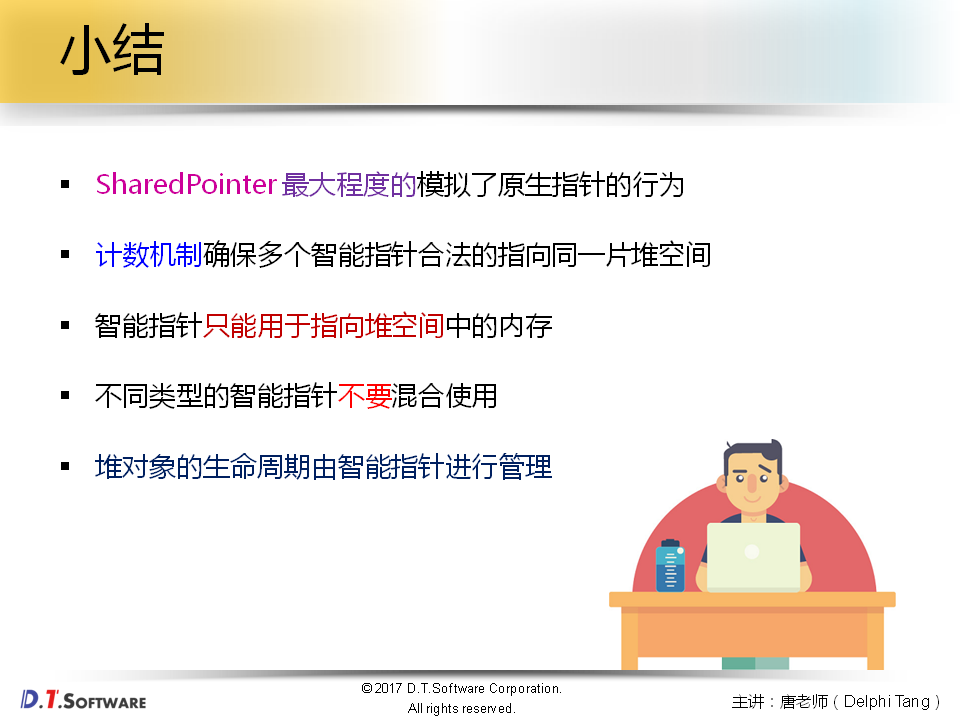 小结
▪ SharedPointer 最大程度的模拟了原生指针的行为
▪ 计数机制确保多个智能指针合法的指向同一片堆空间
▪ 智能指针只能用于指向堆空间中的内存
▪ 不同类型的智能指针不要混合使用
▪ 堆对象的生命周期由智能指针进行管理
D.T.SOFTWARE
©2017 D.T.Software Corporation.
All rights reserved.
主讲：唐老师（Delphi Tang）